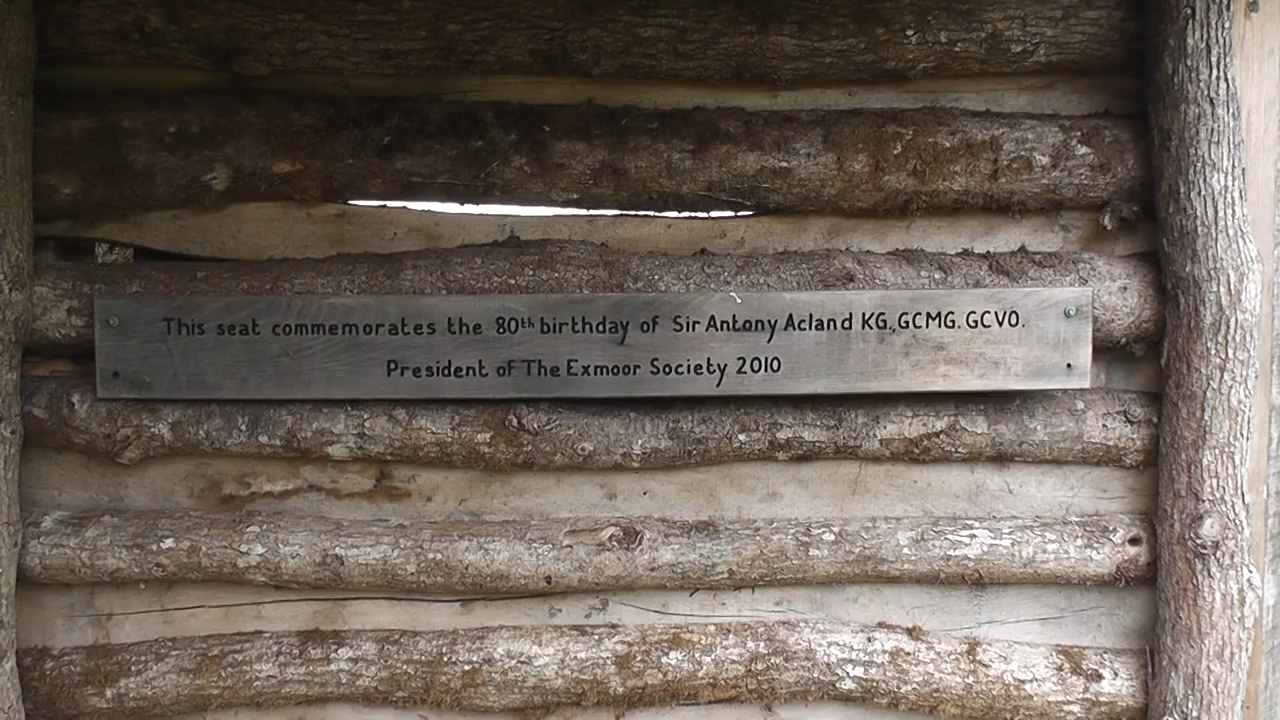 This seat commemorates the 80th birthday of Sir Antony Acland KG.,GCMG. GCVO.
President of The Exmoor Society 2010